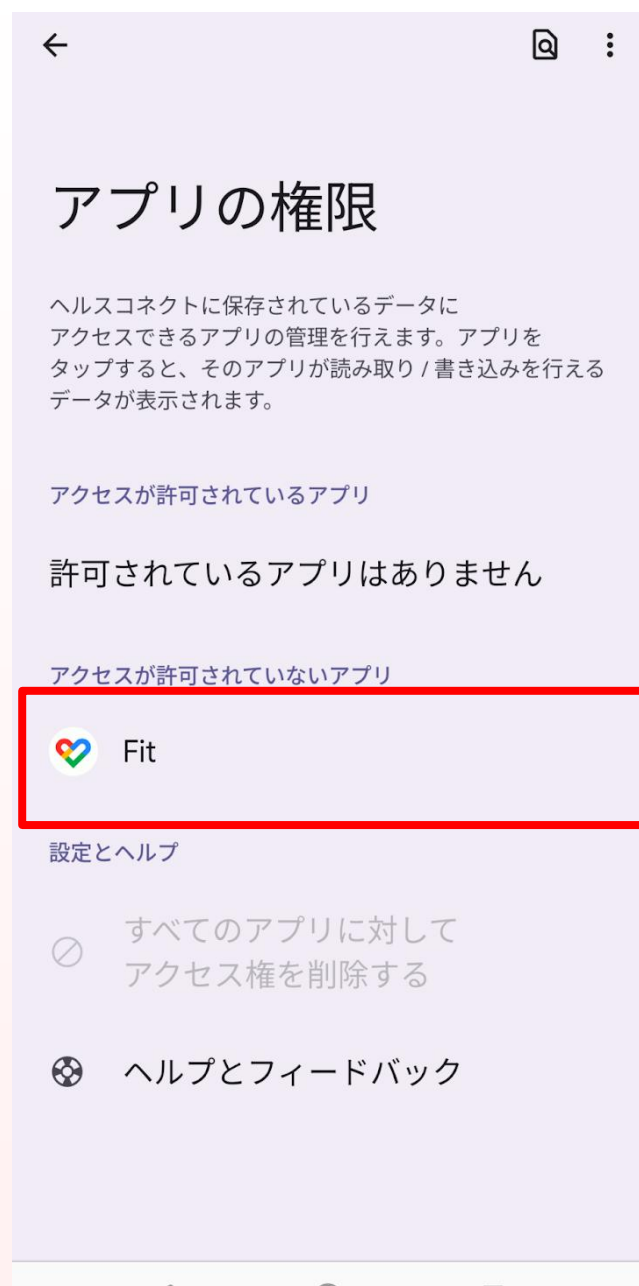 アプリの権限
ヘルスコネクトに保存されているデータに
アクセスできるアプリの管理を行えます。アプリを
タップすると、そのアプリが読み取り / 書き込みを行える
データが表示されます。
アクセスが許可されているアプリ
許可されているアプリはありません
アクセスが許可されていないアプリ
Fit
設定とヘルプ
すべてのアプリに対して
アクセス権を削除する
ヘルプとフィードバック